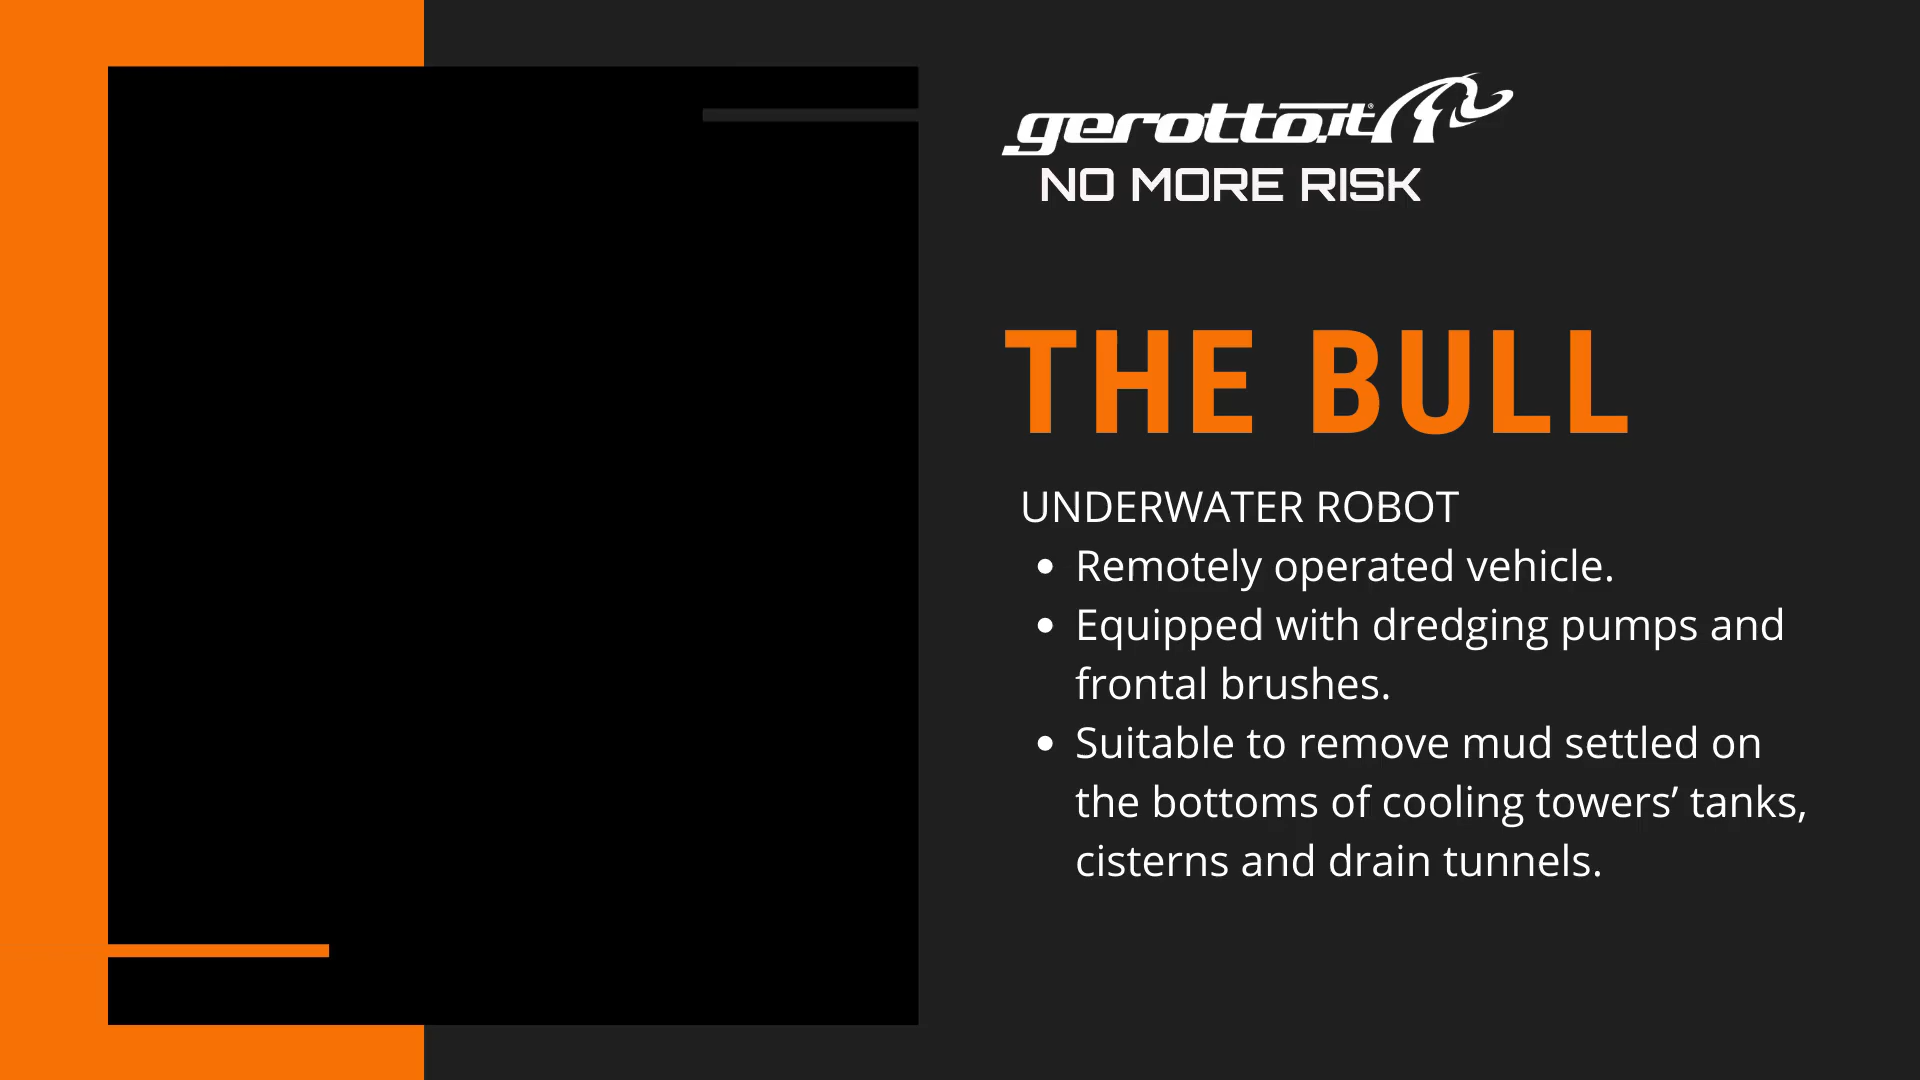 gerotto.it®
NO MORE RISK
THE BULL
UNDERWATER ROBOT
• Remotely operated vehicle.
• Equipped with dredging pumps and
frontal brushes.
• Suitable to remove mud settled on
the bottoms of cooling towers’ tanks,
cisterns and drain tunnels.